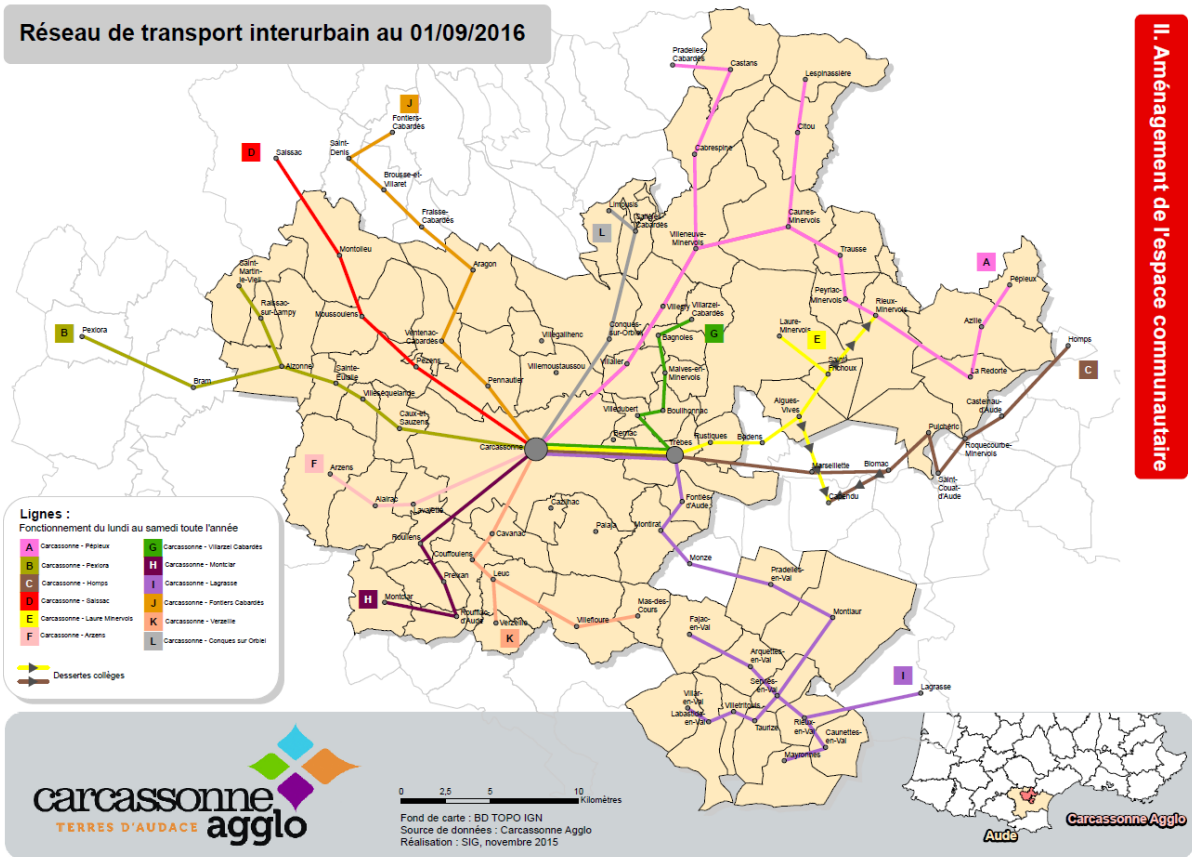 Réseau de transport interurbain au 01/09/2016
II. Aménagement de l'espace communautaire
Pradelles-
Cabardès
Castans
Lespinassière
J
Fontiers-
Cabardès
Citou
D
Saissac
Saint-
Denis
Cabrespine
Brousse-et-
Villaret
Fraisse-
Cabardès
Limousis
L
Caunes-
Minervois
Villeneuve-
Minervois
Montolieu
Trausse
Aragon
Saint-
Martin-
le-Vieil
A
Pépieux
Raissac-
sur-Lampy
Peyriac-
Minervois
Rieux-
Minervois
Moussoulens
Villegly
Villarzel-
Cabardès
Azille
B
Pexiora
Ventenac-
Cabardès
Villegailhenc
Conques-
sur-Orbiel
Bagnoles
G
Laure-
Minervois
E
Homps
C
Alzonne
Pezens
Villemoustaussou
Villalier
Malves-en-
Minervois
La Redorte
Bram
Sainte-
Eulalie
Pennautier
Villesèquelande
Castelnau-
d'Aude
Caux-et
Sauzens
Villedubert
Bouilhonnac
Aigues-
Vives
Puichéric
Carcassonne
Berriac
Trèbes
Rustiques
Badens
Roquecourbe-
Minervois
F
Arzens
Marseillette
Blomac
Saint-
Couat-
d'Aude
Alairac
Lavalette
Cazilhac
Fontiès-
d'Aude
Capendu
Palaja
Montirat
Roullens
Cavanac
Couffoulens
Monze
Preixan
Leuc
Pradelles-
en-Val
H
Montclar
Rouffiac-
d'Aude
Verzeille
K
Villefloure
Mas-des-
Cours
Montlaur
Fajac-
en-Val
Arquettes-
en-Val
Serviès-
en-Val
I
Lagrasse
Villar-
en-Val
Labastide-
en-Val
Villetritouls
Taurize
Rieux-
en-Val
Caunettes-
en-Val
Mayronnes
Lignes :
Fonctionnement du lundi au samedi toute l'année
A Carcassonne - Pépieux
B Carcassonne - Pexiora
C Carcassonne - Homps
D Carcassonne - Saissac
E Carcassonne - Laure Minervois
F Carcassonne - Arzens
G Carcassonne - Villarzel Cabardès
H Carcassonne - Montclar
I Carcassonne - Lagrasse
J Carcassonne - Fontiers Cabardès
K Carcassonne - Verzeille
L Carcassonne - Conques sur Orbiel
Dessertes collèges
carcassonne
TERRES D'AUDACE agglo
0 2,5 5 10
Kilomètres
Fond de carte : BD TOPO IGN
Source de données : Carcassonne Agglo
Réalisation : SIG, novembre 2015
Carcassonne Agglo
Aude